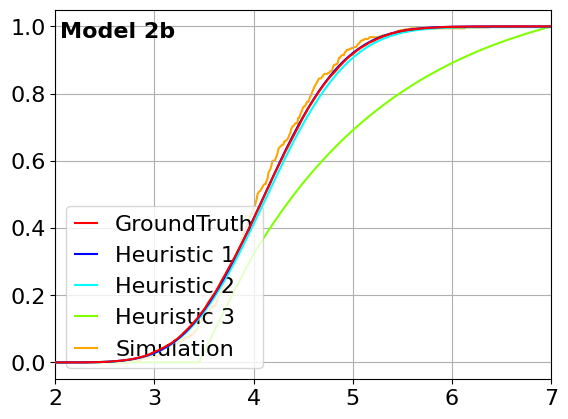 Model 2b
1.0
0.8
0.6
0.4
0.2
0.0
GroundTruth
Heuristic 1
Heuristic 2
Heuristic 3
Simulation
2 3 4 5 6 7